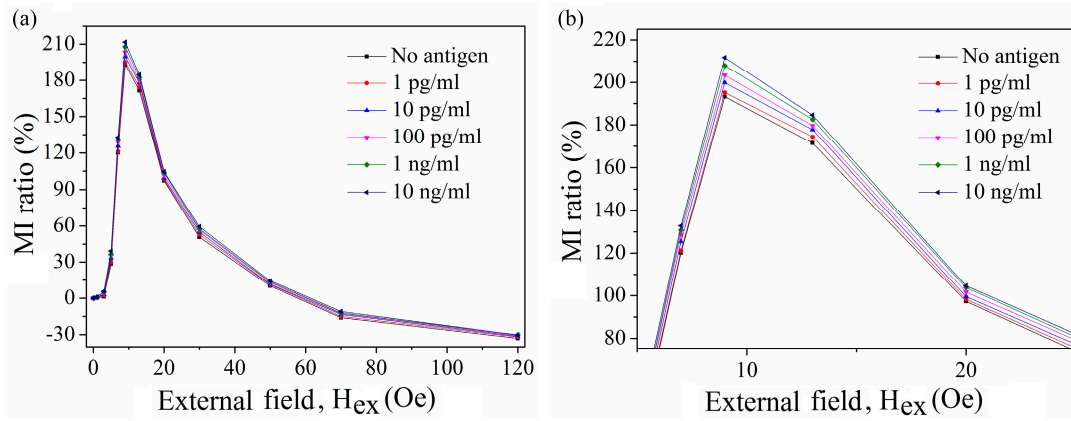 (a)
210
180
150
120
90
60
30
0
-30
MI ratio (%)
No antigen
1 pg/ml
10 pg/ml
100 pg/ml
1 ng/ml
10 ng/ml
0 20 40 60 80 100 120
External field, Hex (Oe)
(b)
220
200
180
160
140
120
100
80
MI ratio (%)
No antigen
1 pg/ml
10 pg/ml
100 pg/ml
1 ng/ml
10 ng/ml
10 20
External field, Hex (Oe)